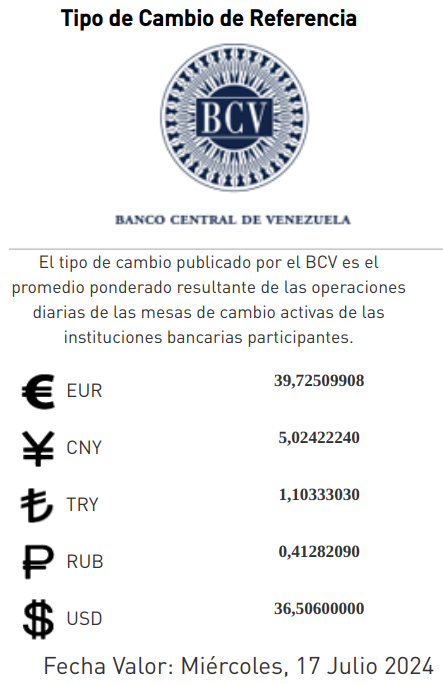 Tipo de Cambio de Referencia
BCV
BANCO CENTRAL DE VENEZUELA
El tipo de cambio publicado por el BCV es el
promedio ponderado resultante de las operaciones
diarias de las mesas de cambio activas de las
instituciones bancarias participantes.
€ EUR 39,72509908
¥ CNY 5,02422240
₺ TRY 1,10333030
₽ RUB 0,41282090
$ USD 36,50600000
Fecha Valor: Miércoles, 17 Julio 2024